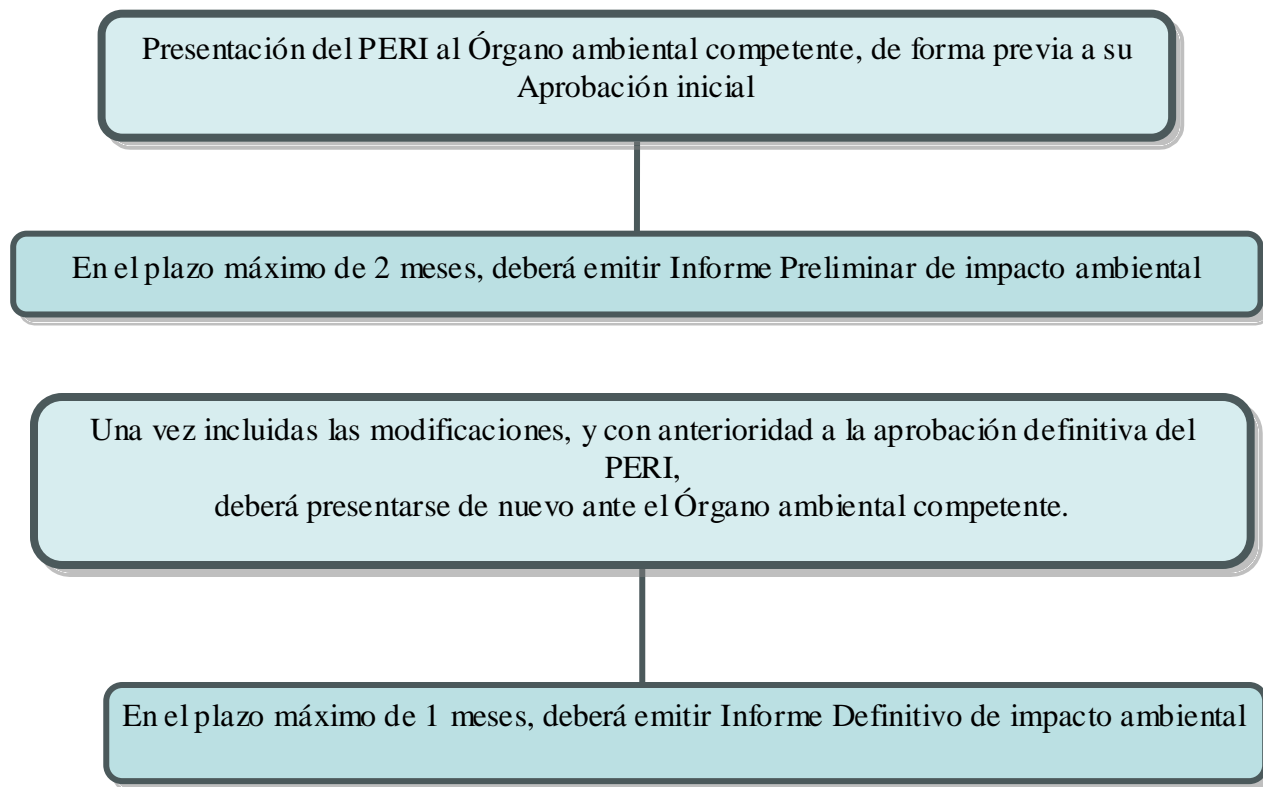 Presentación del PERI al Órgano ambiental competente, de forma previa a su
Aprobación inicial
En el plazo máximo de 2 meses, deberá emitir Informe Preliminar de impacto ambiental
Una vez incluidas las modificaciones, y con anterioridad a la aprobación definitiva del
PERI,
deberá presentarse de nuevo ante el Órgano ambiental competente.
En el plazo máximo de 1 meses, deberá emitir Informe Definitivo de impacto ambiental